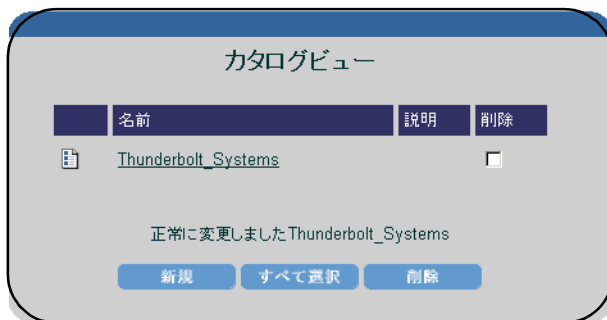 カタログビュー
名前 説明 削除
Thunderbolt_Systems
正常に変更しましたThunderbolt_Systems
新規 すべて選択 削除